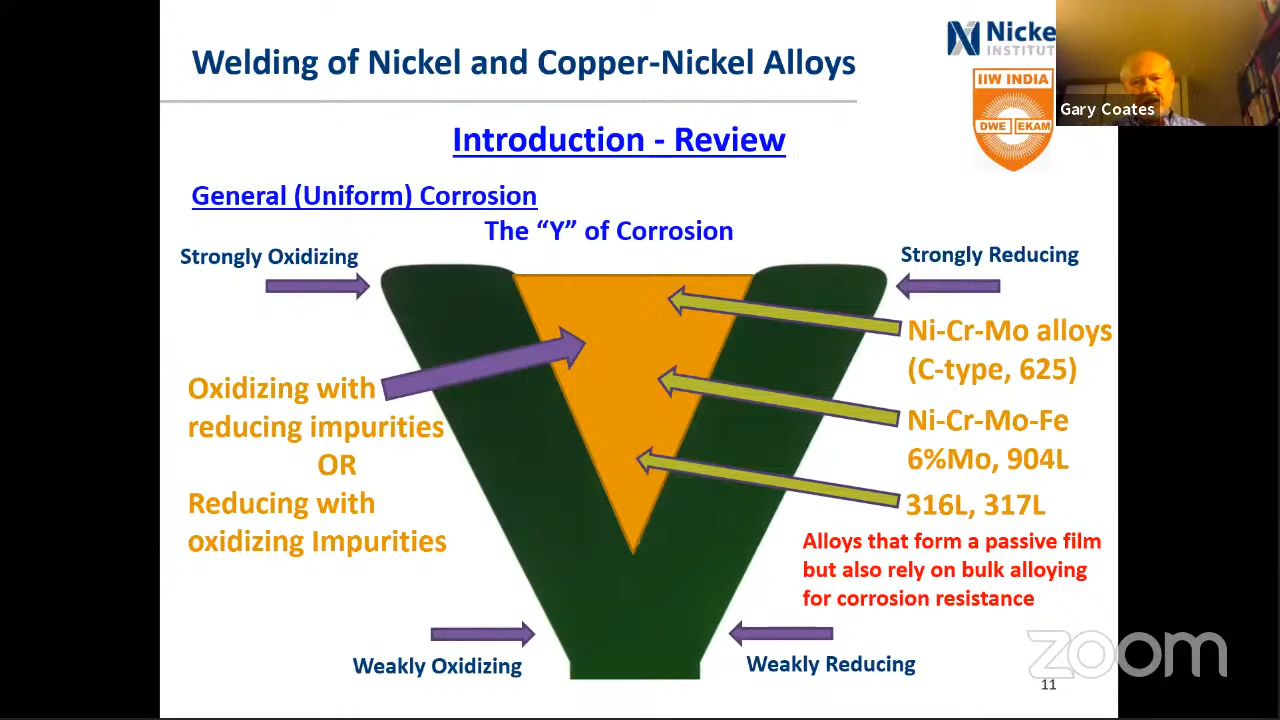 Welding of Nickel and Copper-Nickel Alloys
Nicke
INSTITUT
IIW INDIA
DWE EKAM
Gary Coates
Introduction - Review
General (Uniform) Corrosion
The “Y” of Corrosion
Strongly Oxidizing
Strongly Reducing
Ni-Cr-Mo alloys
(C-type, 625)
Oxidizing with
reducing impurities
OR
Reducing with
oxidizing Impurities
Ni-Cr-Mo-Fe
6%Mo, 904L
316L, 317L
Alloys that form a passive film
but also rely on bulk alloying
for corrosion resistance
Weakly Oxidizing
Weakly Reducing
zoom
11